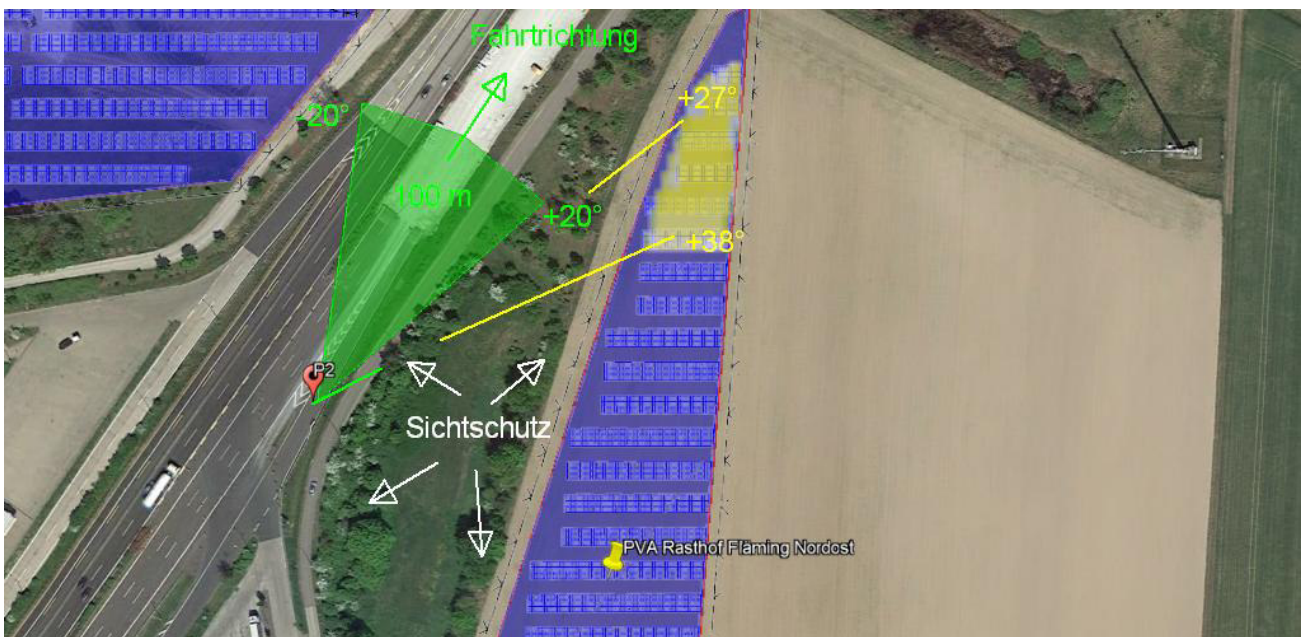 Fahrtrichtung
-20°
+27°
100 m
+20°
+38°
P2
Sichtschutz
PVA Rasthof Fläming Nordost